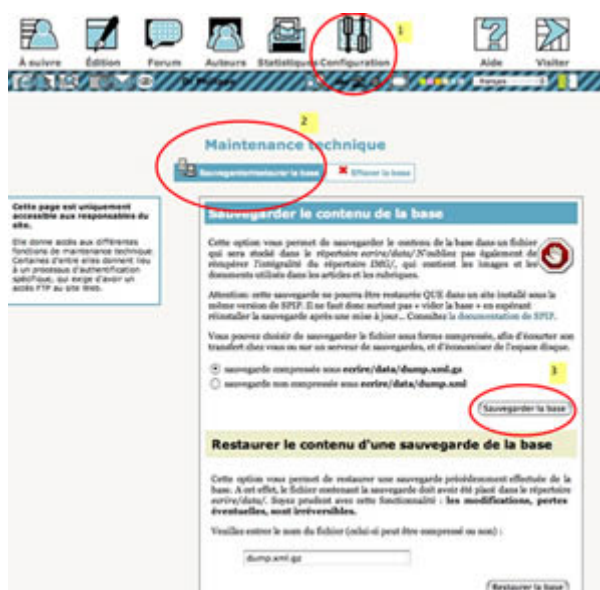 1
À suivre Édition Forum Auteurs Statistiques Configuration Aide Visiter
français
2
Maintenance technique
Sauvegarder/restaurer la base Effacer la base
Cette page est uniquement
accessible aux responsables du
site.
Elle donne accès aux différentes
fonctions de maintenance technique.
Certaines d'entre elles donnent lieu
à un processus d'authentification
spécifique, qui exige d'avoir un
accès FTP au site Web.
Sauvegarder le contenu de la base
Cette option vous permet de sauvegarder le contenu de la base dans un fichier
qui sera stocké dans le répertoire ecrire/data/ N'oubliez pas également de
récupérer l'intégralité du répertoire IMG/, qui contient les images et les
documents utilisés dans les articles et les rubriques.
Attention: cette sauvegarde ne pourra être restaurée QUE dans un site installé sous la
même version de SPIP. Il ne faut donc surtout pas « vider la base » en espérant
réinstaller la sauvegarde après une mise à jour... Consultez la documentation de SPIP.
Vous pouvez choisir de sauvegarder le fichier sous forme compressée, afin d'écourter son
transfert chez vous ou sur un serveur de sauvegardes, et d'économiser de l'espace disque.
sauvegarde compressée sous ecrire/data/dump.xml.gz
sauvegarde non compressée sous ecrire/data/dump.xml
3
Sauvegarder la base
Restaurer le contenu d'une sauvegarde de la base
Cette option vous permet de restaurer une sauvegarde précédemment effectuée de la
base. A cet effet, le fichier contenant la sauvegarde doit avoir été placé dans le répertoire
ecrire/data/. Soyez prudent avec cette fonctionnalité : les modifications, pertes
éventuelles, sont irréversibles.
Veuillez entrer le nom du fichier (celui-ci peut être compressé ou non) :
dump.xml.gz
Restaurer la base